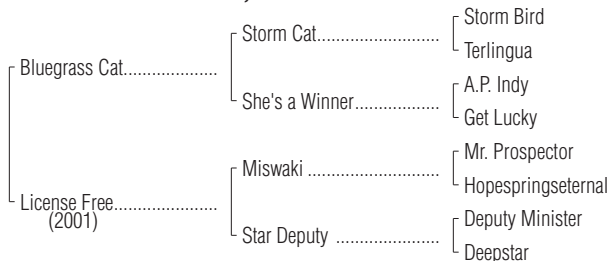 Storm Bird
Storm Cat....................
Terlingua
Bluegrass Cat....................
A.P. Indy
She's a Winner..................
Get Lucky
Mr. Prospector
Miswaki ......................
Hopespringseternal
License Free......................
(2001)
Deputy Minister
Star Deputy ..................
Deepstar